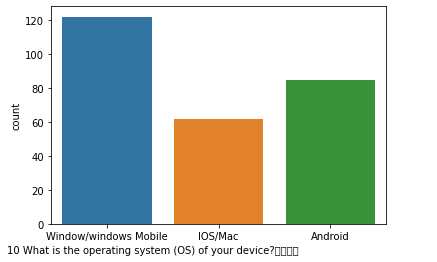 120
100
80
60
40
20
0
count
Window/windows Mobile IOS/Mac Android
10 What is the operating system (OS) of your device?